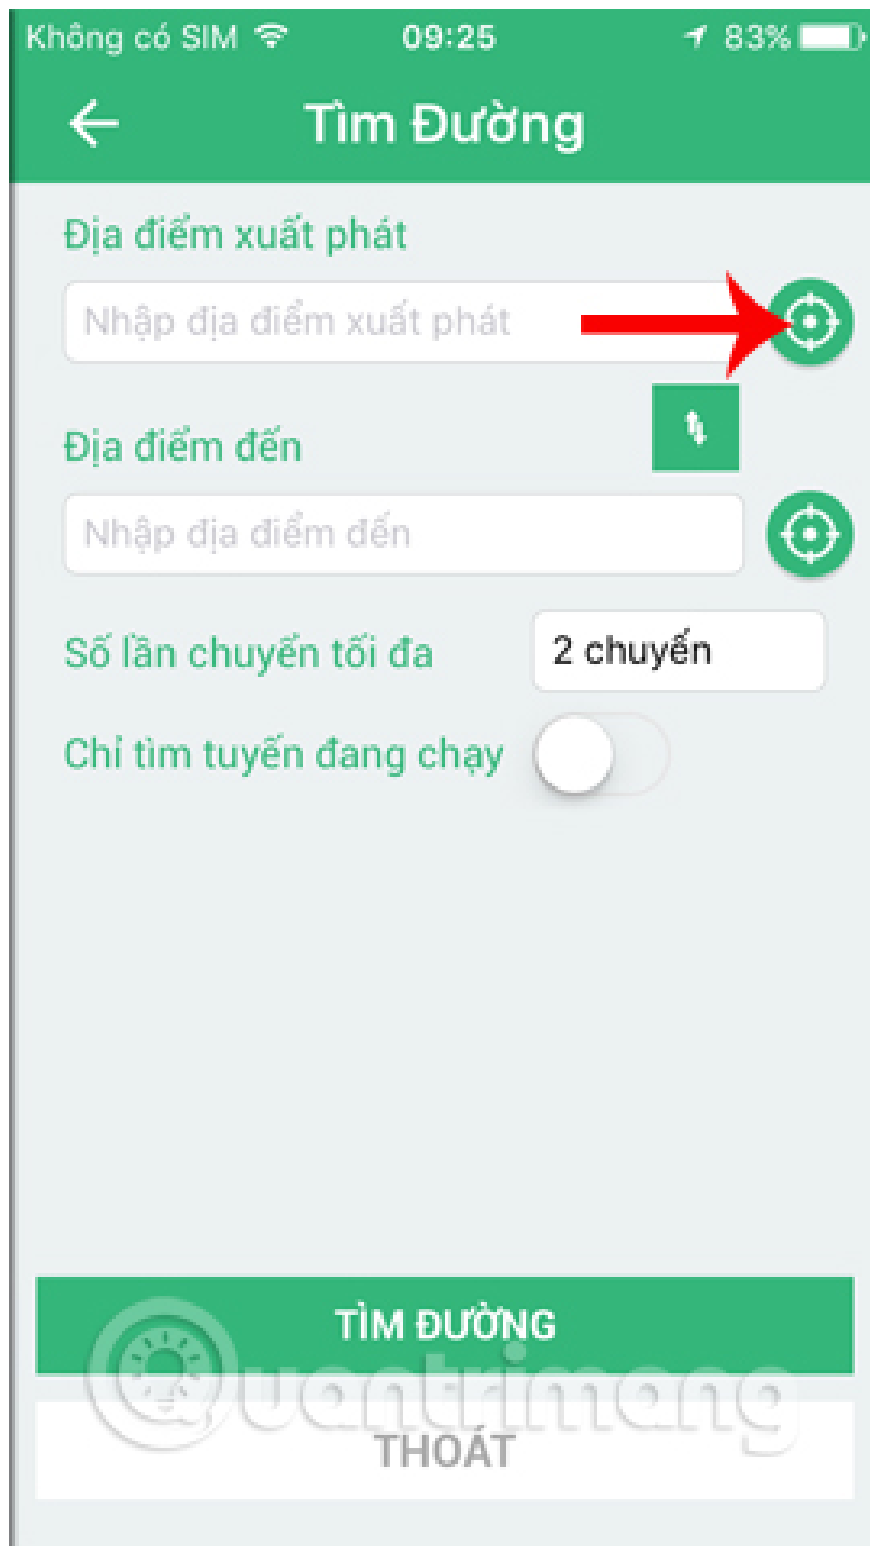 Không có SIM 09:25 83%
Tìm Đường
Địa điểm xuất phát
Nhập địa điểm xuất phát
Địa điểm đến
Nhập địa điểm đến
Số lần chuyến tối đa 2 chuyến
Chỉ tìm tuyến đang chạy
TÌM ĐƯỜNG
Quantrimang
THOÁT